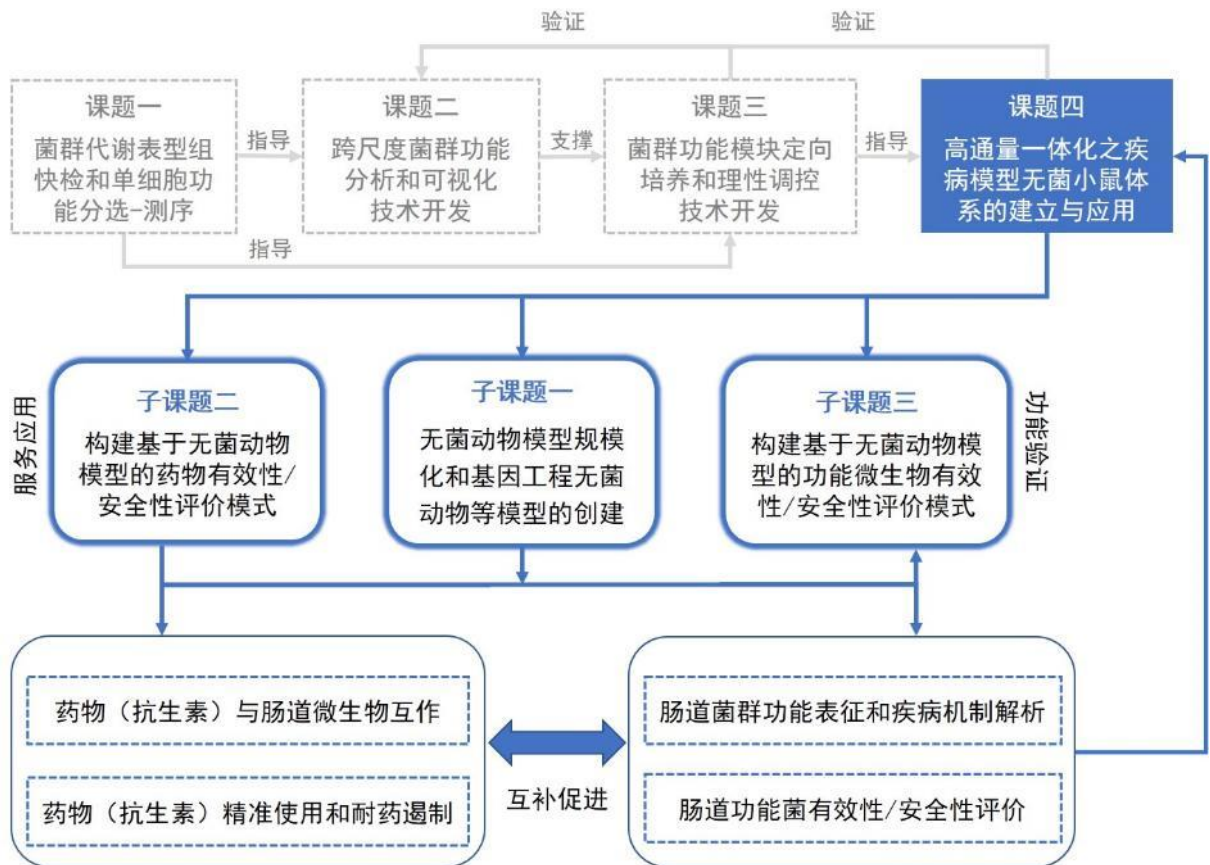 验证
验证
课题一
菌群代谢表型组
快检和单细胞功
能分选-测序
指导
课题二
跨尺度菌群功能
分析和可视化
技术开发
支撑
课题三
菌群功能模块定向
培养和理性调控
技术开发
指导
课题四
高通量一体化之疾
病模型无菌小鼠体
系的建立与应用
指导
服务应用
子课题二
构建基于无菌动物
模型的药物有效性/
安全性评价模式
子课题一
无菌动物模型规模
化和基因工程无菌
动物等模型的创建
子课题三
构建基于无菌动物模
型的功能微生物有效
性/安全性评价模式
功能验证
药物（抗生素）与肠道微生物互作
药物（抗生素）精准使用和耐药遏制
互补促进
肠道菌群功能表征和疾病机制解析
肠道功能菌有效性/安全性评价